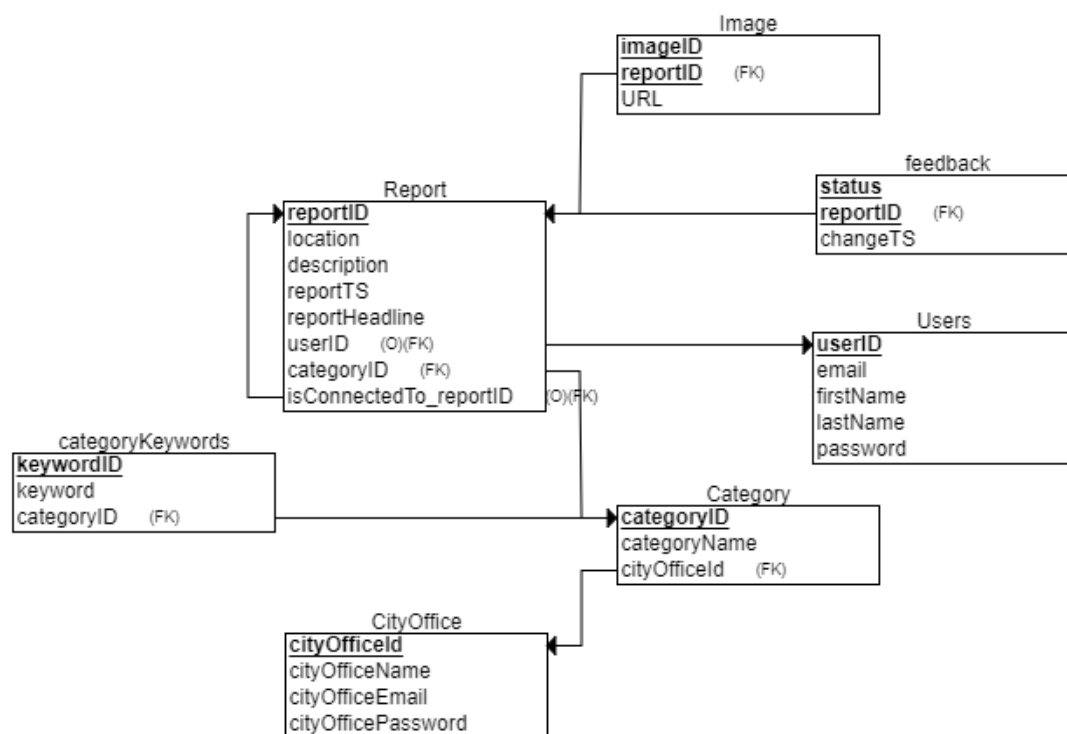 Image
imageID
reportID (FK)
URL
feedback
status
reportID (FK)
changeTS
Report
reportID
location
description
reportTS
reportHeadline
userID (O)(FK)
categoryID (FK)
isConnectedTo_reportID (O)(FK)
Users
userID
email
firstName
lastName
password
categoryKeywords
keywordID
keyword
categoryID (FK)
Category
categoryID
categoryName
cityOfficeId (FK)
CityOffice
cityOfficeId
cityOfficeName
cityOfficeEmail
cityOfficePassword